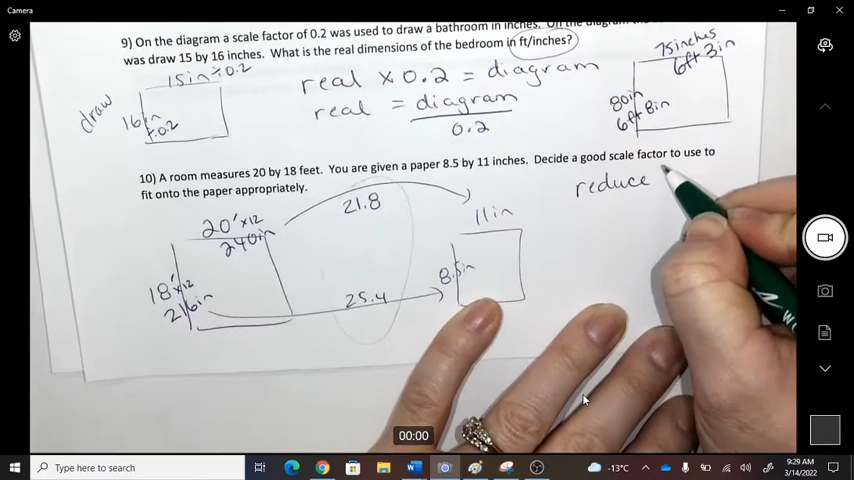 Camera
9) On the diagram a scale factor of 0.2 was used to draw a bathroom in inches. On the diagram the
was draw 15 by 16 inches. What is the real dimensions of the bedroom in ft/inches?
15in ÷0.2
draw
16in
÷0.2
real × 0.2 = diagram
real = diagram
0.2
75inches
6ft 3in
80in
6ft 8in
10) A room measures 20 by 18 feet. You are given a paper 8.5 by 11 inches. Decide a good scale factor to use to
fit onto the paper appropriately.
reduce
20'×12
240in
18'×12
216in
21.8
25.4
11in
8.5in
00:00
Type here to search
-13°C
9:29 AM
3/14/2022